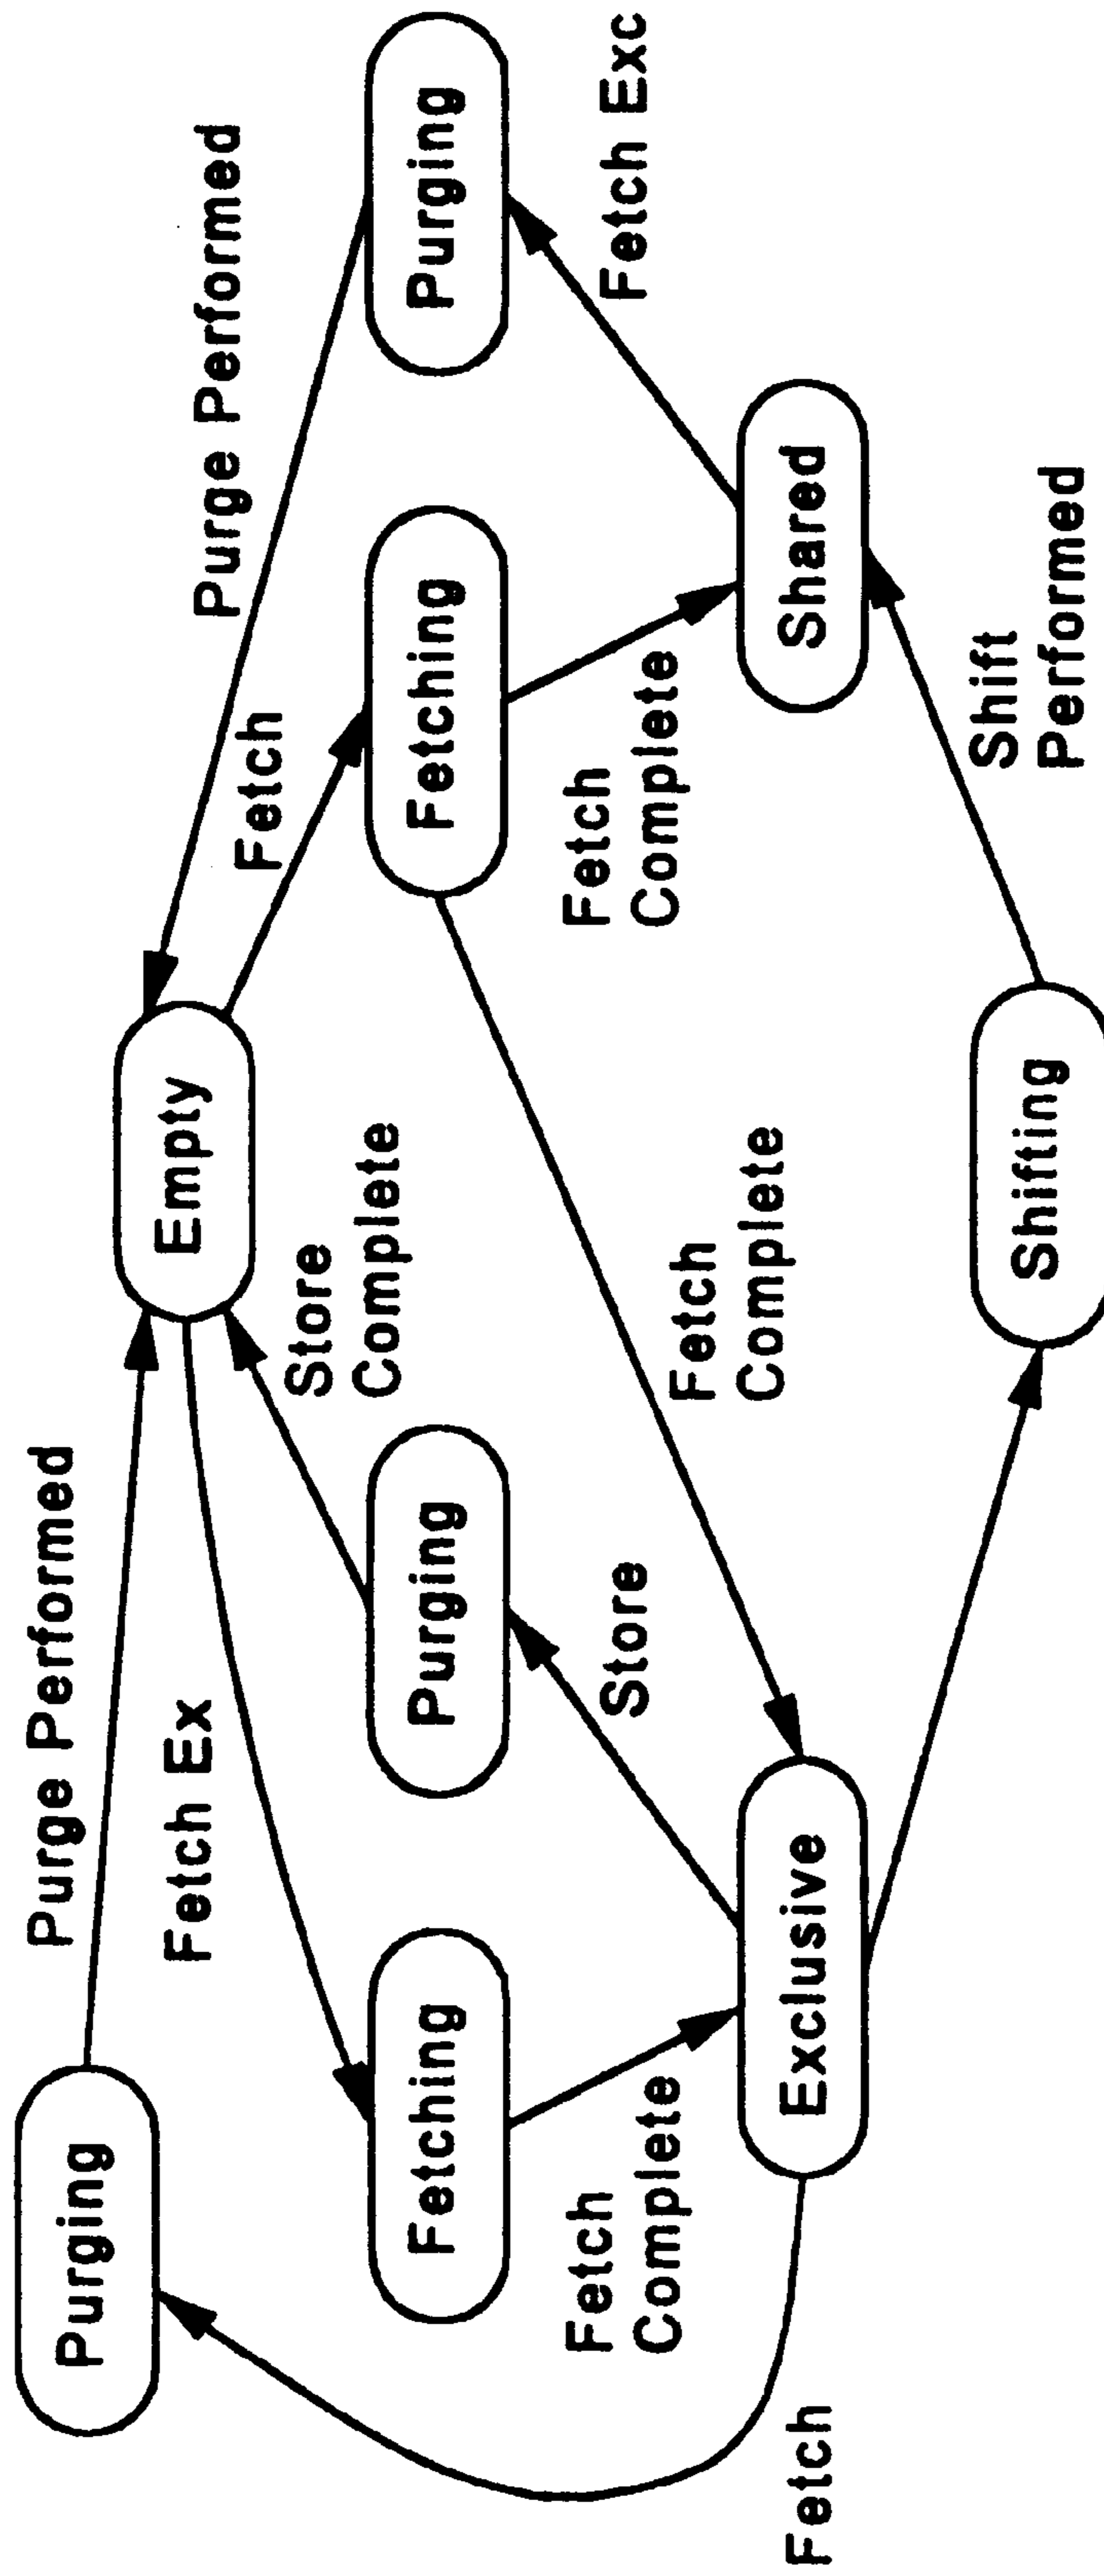 Purging
Purge Performed
Fetch Ex
Empty
Purge Performed
Fetch
Store
Complete
Fetching
Purging
Fetching
Purging
Fetch
Complete
Store
Fetch
Complete
Fetch
Complete
Fetch Exc
Exclusive
Shared
Fetch
Shifting
Shift
Performed